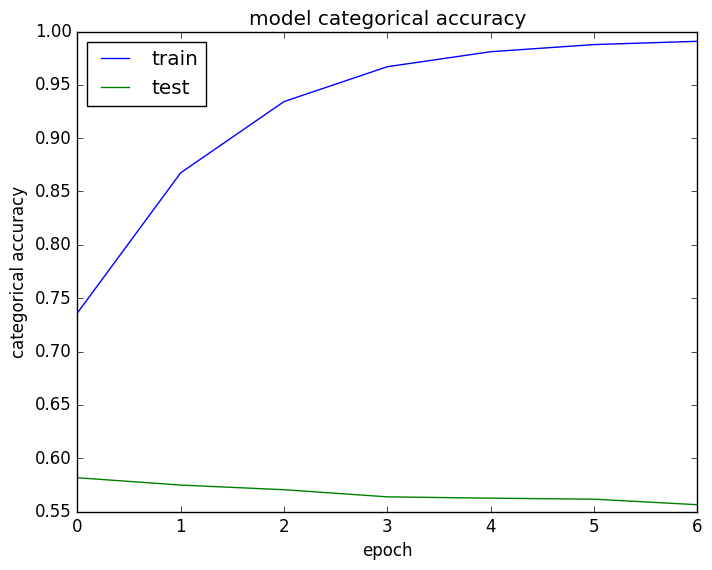 model categorical accuracy
1.00
0.95
0.90
0.85
0.80
0.75
0.70
0.65
0.60
0.55
categorical accuracy
train
test
0 1 2 3 4 5 6
epoch